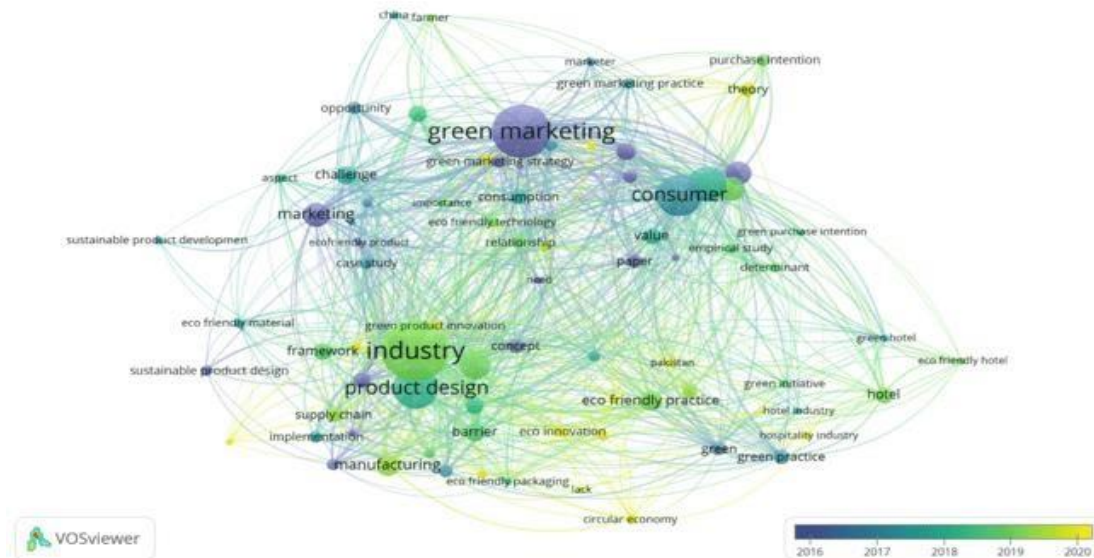 china farmer
marketer
purchase intention
green marketing practice
theory
opportunity
green marketing
green marketing strategy
challenge
aspect
consumption
consumer
importance
marketing
eco friendly technology
value
green purchase intention
sustainable product developmen
ecofriendly product
relationship
empirical study
case study
paper
determinant
need
eco friendly material
green product innovation
green hotel
framework
industry
concept
eco friendly hotel
sustainable product design
pakistan
product design
green initiative
hotel
eco friendly practice
supply chain
hotel industry
implementation
barrier
eco innovation
hospitality industry
green
green practice
manufacturing
eco friendly packaging
lack
circular economy
VOSviewer
2016 2017 2018 2019 2020